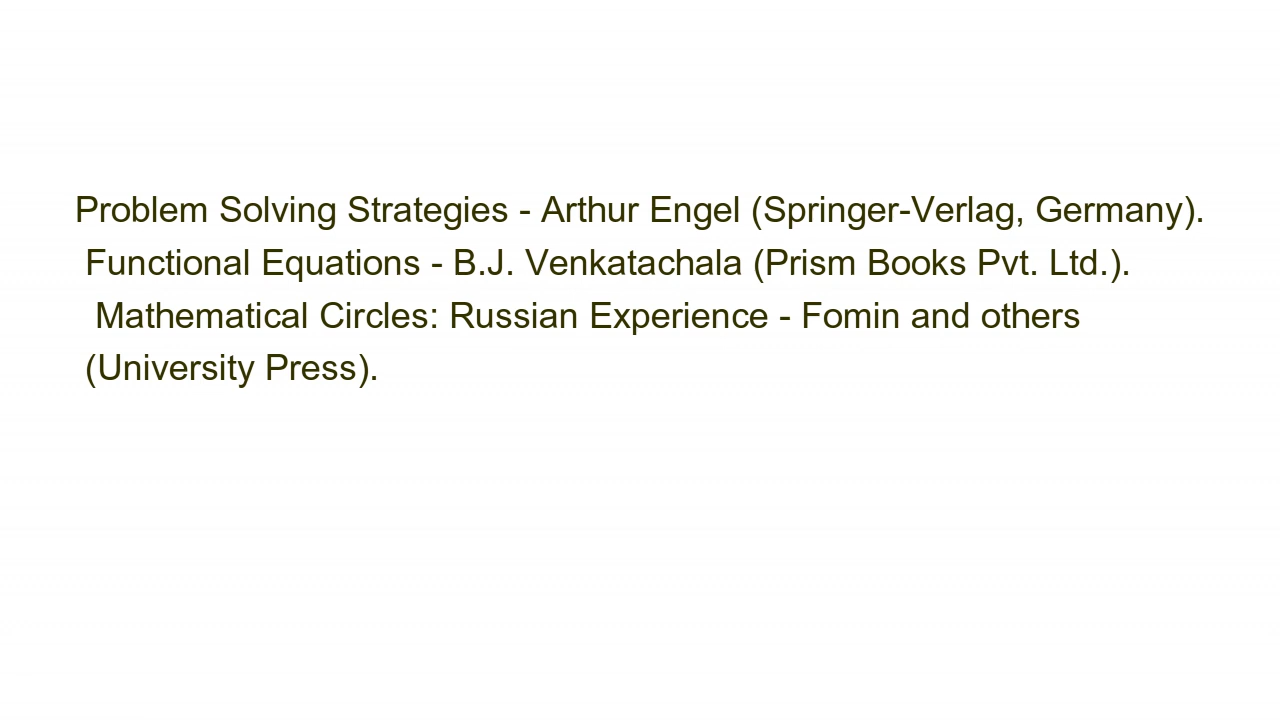 Problem Solving Strategies - Arthur Engel (Springer-Verlag, Germany).
Functional Equations - B.J. Venkatachala (Prism Books Pvt. Ltd.).
Mathematical Circles: Russian Experience - Fomin and others
(University Press).